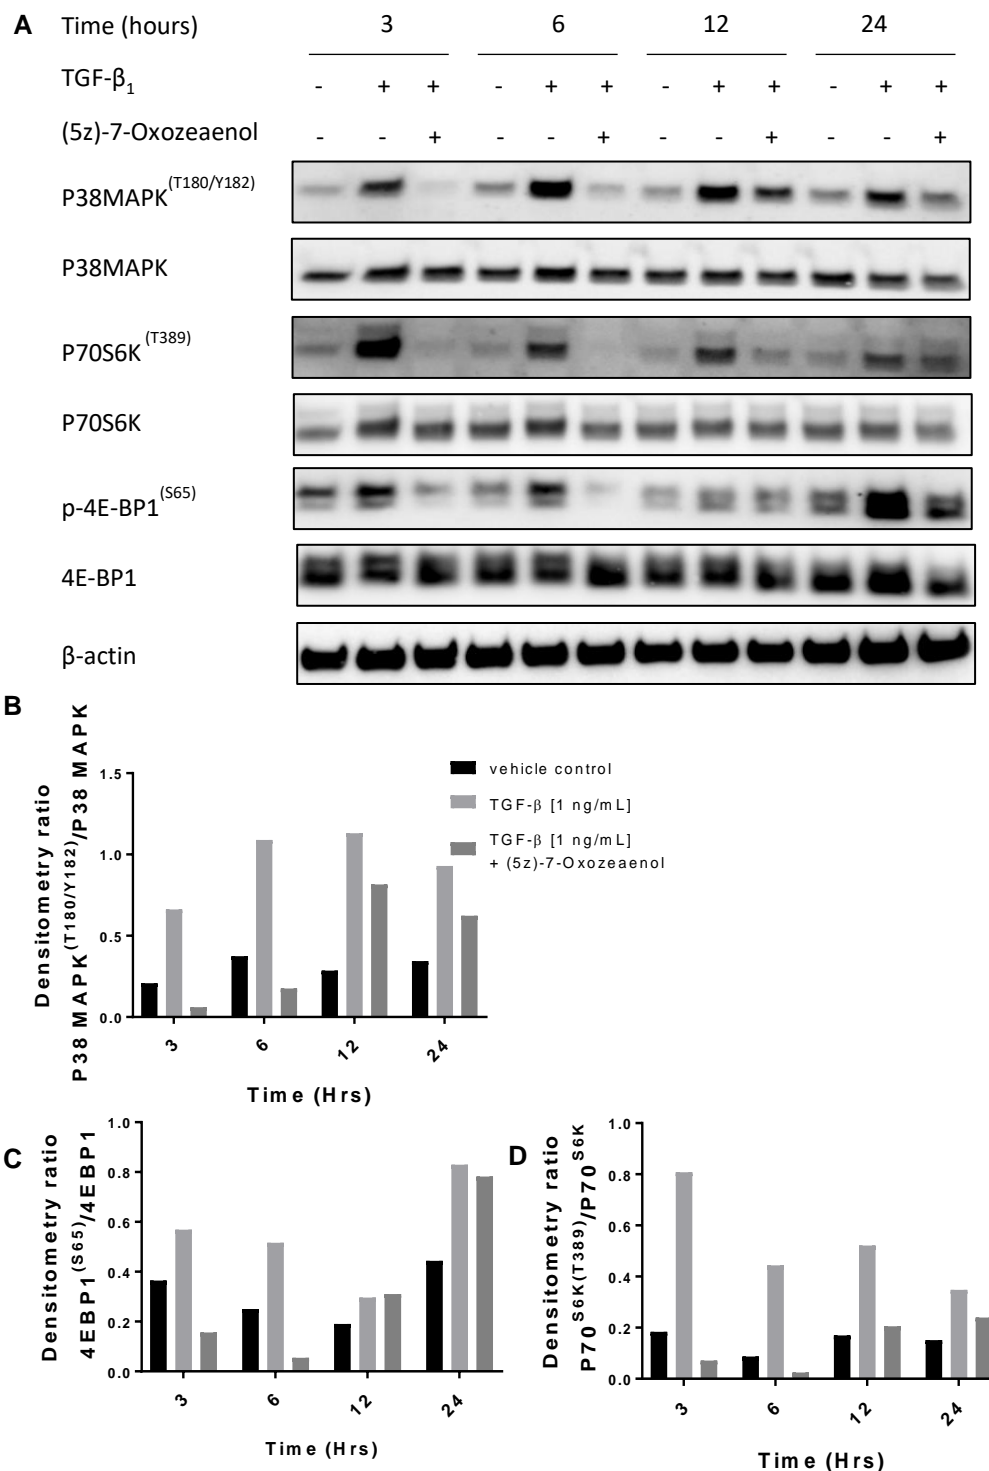 A Time (hours) 3 6 12 24
TGF-β1 - + + - + + - + + - + +
(5z)-7-Oxozeaenol - - + - - + - - + - - +
P38MAPK(T180/Y182)
P38MAPK
P70S6K (T389)
P70S6K
p-4E-BP1(S65)
4E-BP1
β-actin
B
Densitometry ratio
P38 MAPK(T180/Y182)/P38 MAPK
1.5
1.0
0.5
0.0
3 6 12 24
Time (Hrs)
vehicle control
TGF-β [1 ng/mL]
TGF-β [1 ng/mL]
+ (5z)-7-Oxozeaenol
C
Densitometry ratio
4EBP1(S65)/4EBP1
1.0
0.8
0.6
0.4
0.2
0.0
3 6 12 24
Time (Hrs)
D
Densitometry ratio
P70S6K(T389)/P70S6K
1.0
0.8
0.6
0.4
0.2
0.0
3 6 12 24
Time (Hrs)